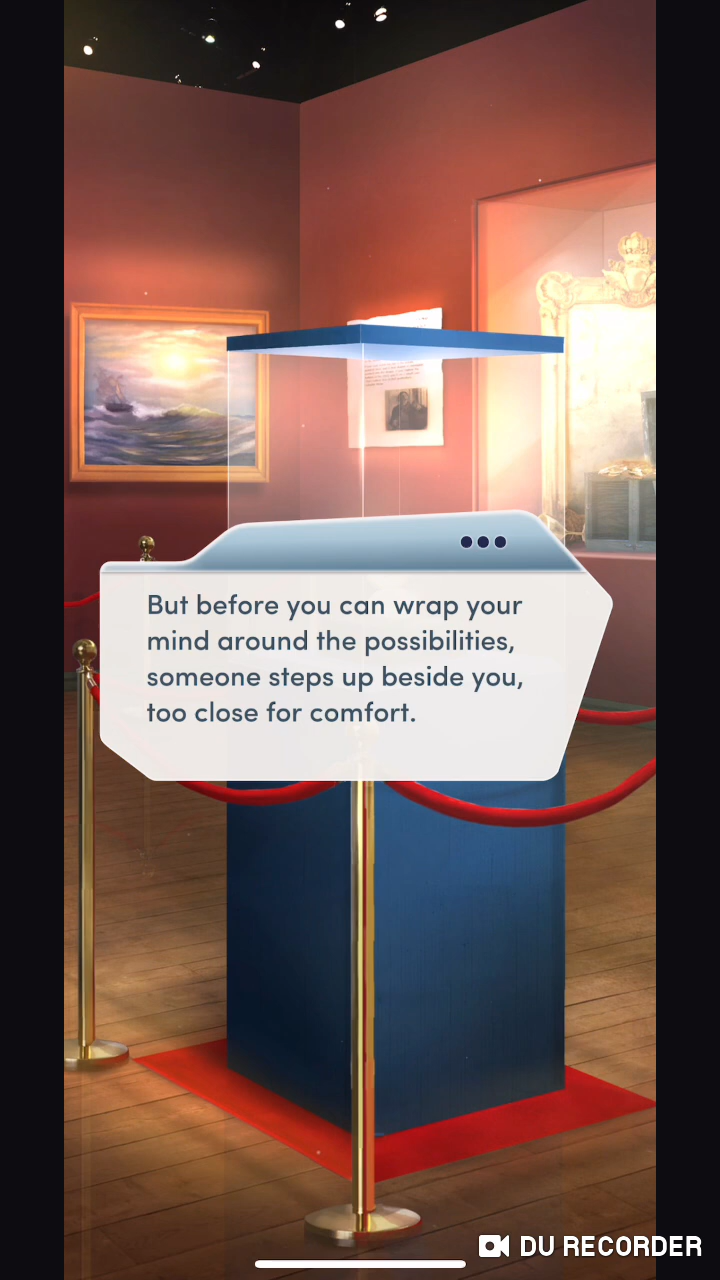 But before you can wrap your
mind around the possibilities,
someone steps up beside you,
too close for comfort.
DU RECORDER